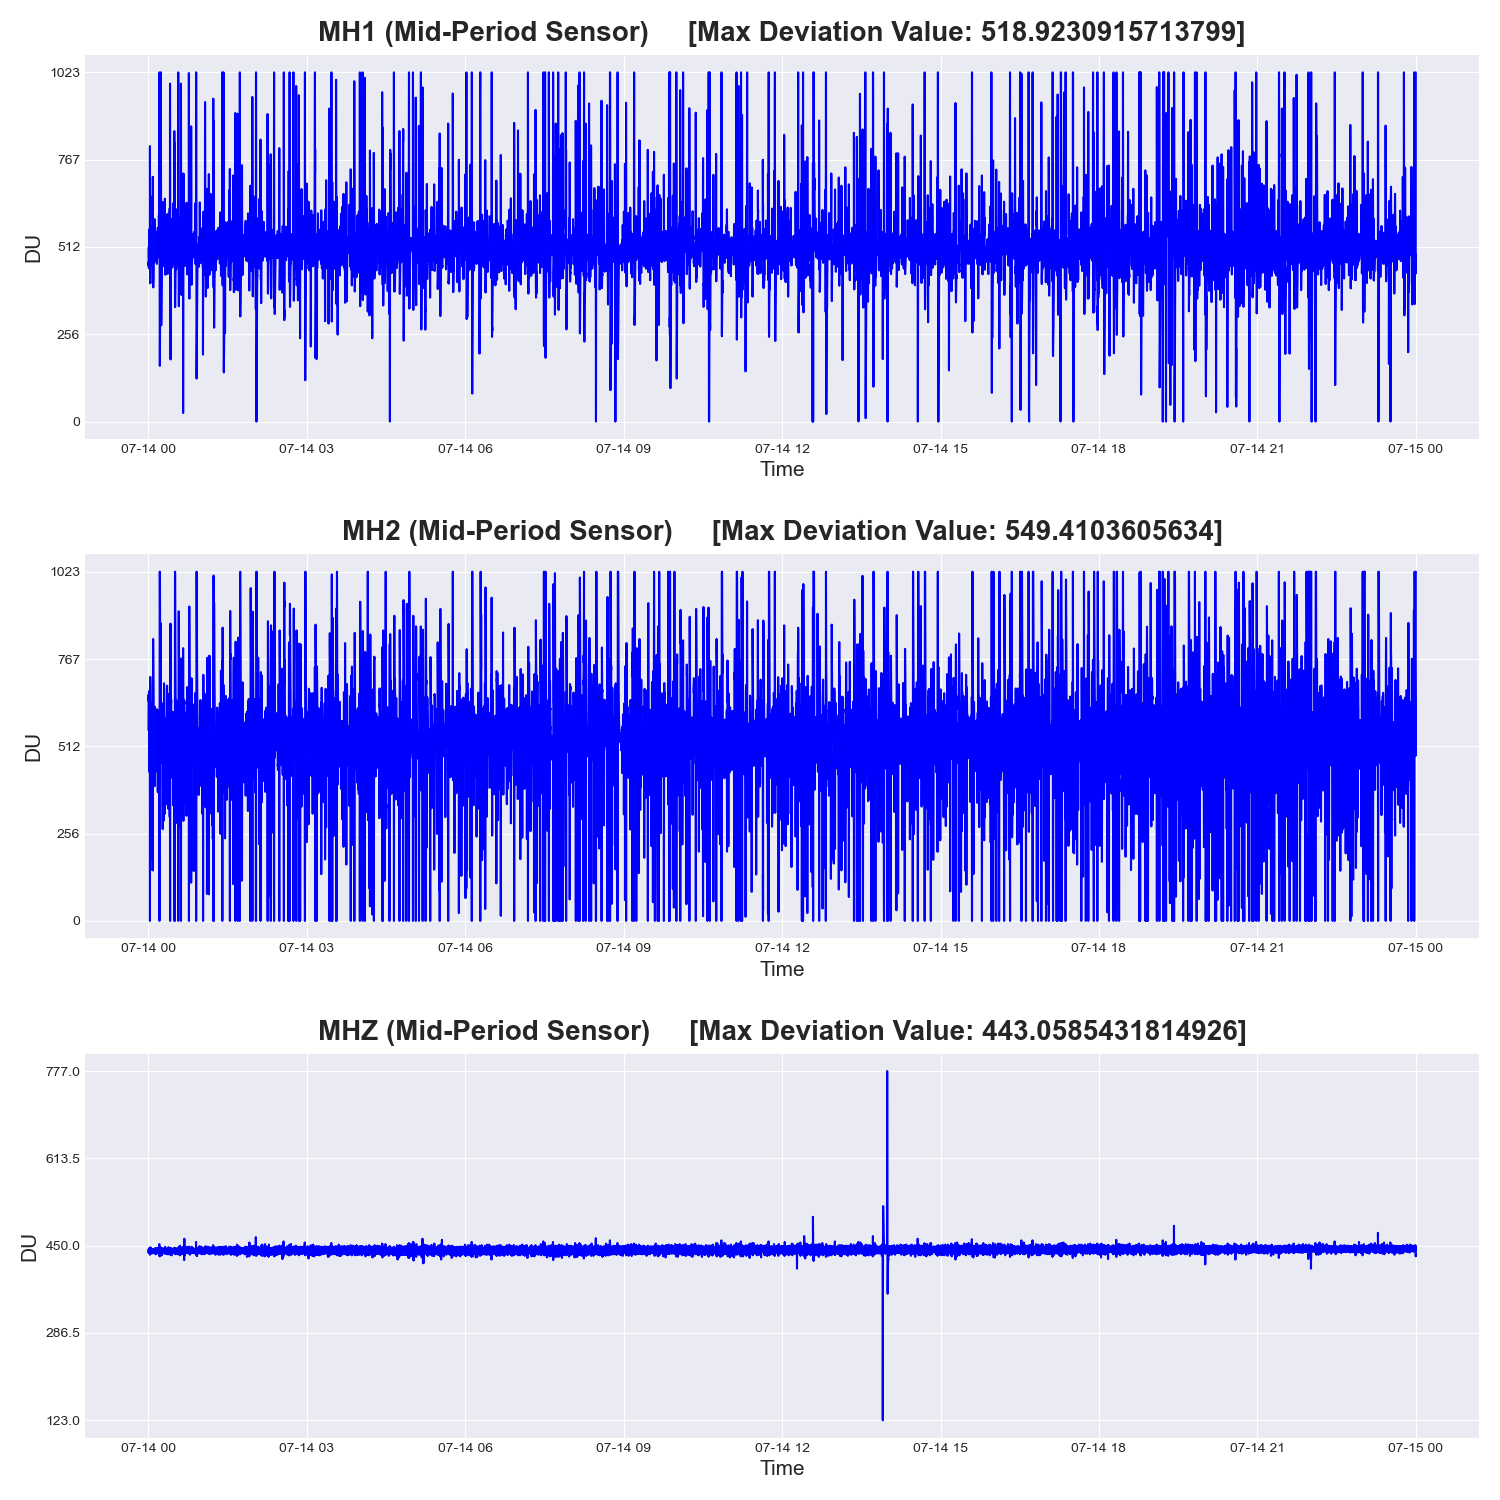 MH1 (Mid-Period Sensor) [Max Deviation Value: 518.9230915713799]
1023
767
512
256
0
DU
07-14 00 07-14 03 07-14 06 07-14 09 07-14 12 07-14 15 07-14 18 07-14 21 07-15 00
Time
MH2 (Mid-Period Sensor) [Max Deviation Value: 549.4103605634]
1023
767
512
256
0
DU
07-14 00 07-14 03 07-14 06 07-14 09 07-14 12 07-14 15 07-14 18 07-14 21 07-15 00
Time
MHZ (Mid-Period Sensor) [Max Deviation Value: 443.0585431814926]
777.0
613.5
450.0
286.5
123.0
DU
07-14 00 07-14 03 07-14 06 07-14 09 07-14 12 07-14 15 07-14 18 07-14 21 07-15 00
Time